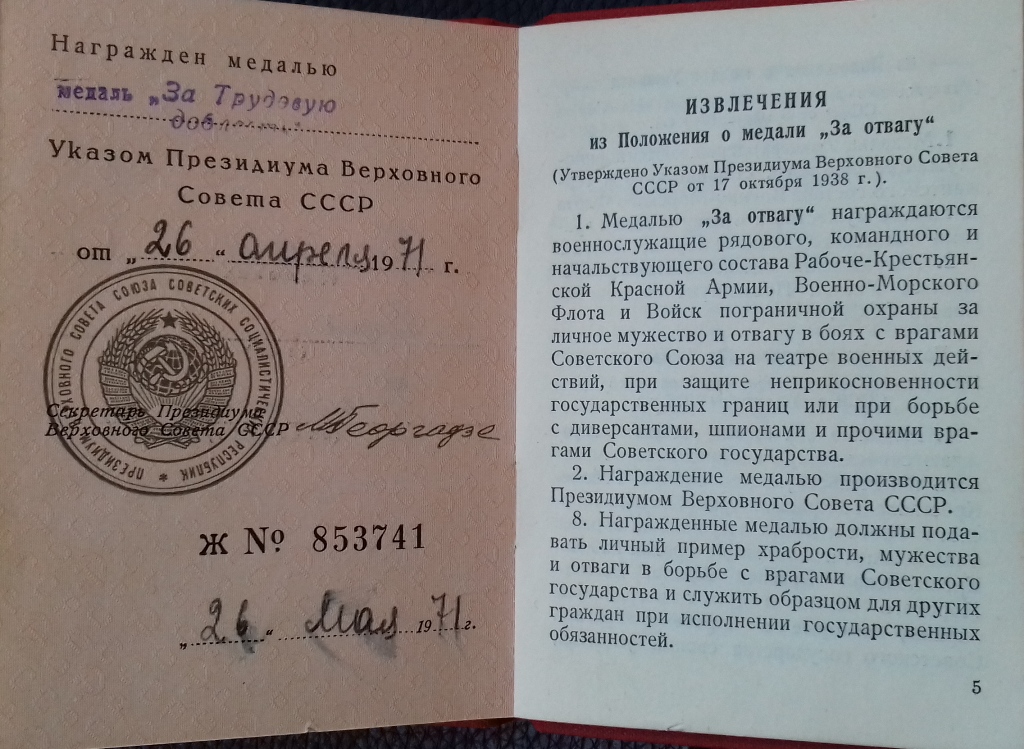 Награжден медалью
медаль „За Трудовую
доблесть"
Указом Президиума Верховного
Совета СССР
от „26“ апреля 1971 г.
ПРЕЗИДИУМ ВЕРХОВНОГО СОВЕТА СОЮЗА СОВЕТСКИХ СОЦИАЛИСТИЧЕСКИХ РЕСПУБЛИК *
Секретарь Президиума
Верховного Совета СССР МГеоргадзе
Ж № 853741
„26“ Мая 1971 г.
ИЗВЛЕЧЕНИЯ
из Положения о медали „За отвагу“
(Утверждено Указом Президиума Верховного Совета
СССР от 17 октября 1938 г.).
1. Медалью „За отвагу“ награждаются
военнослужащие рядового, командного и
начальствующего состава Рабоче-Крестьян-
ской Красной Армии, Военно-Морского
Флота и Войск пограничной охраны за
личное мужество и отвагу в боях с врагами
Советского Союза на театре военных дей-
ствий, при защите неприкосновенности
государственных границ или при борьбе
с диверсантами, шпионами и прочими вра-
гами Советского государства.
2. Награждение медалью производится
Президиумом Верховного Совета СССР.
8. Награжденные медалью должны пода-
вать личный пример храбрости, мужества
и отваги в борьбе с врагами Советского
государства и служить образцом для других
граждан при исполнении государственных
обязанностей.
5